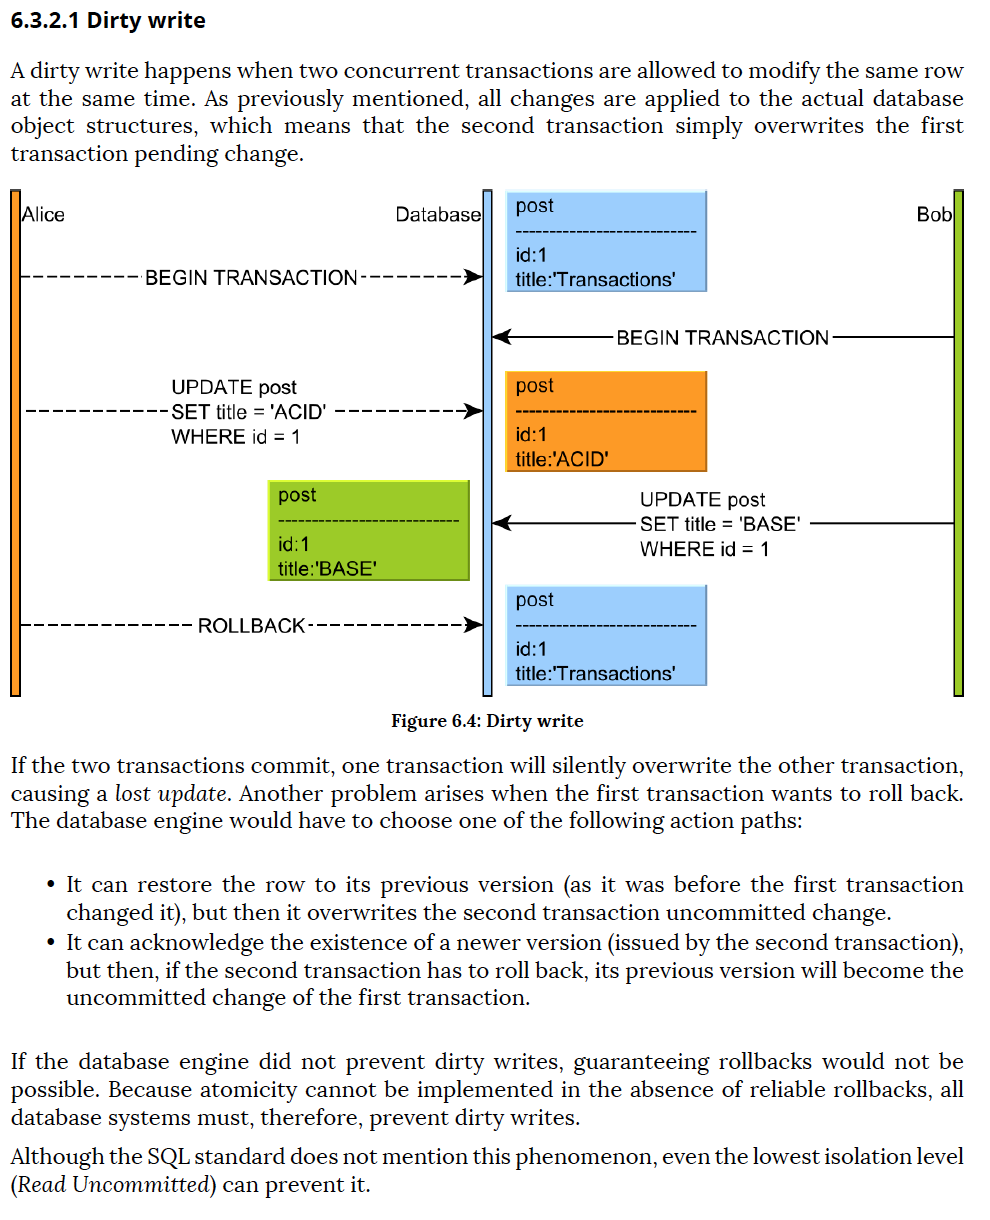 6.3.2.1 Dirty write
A dirty write happens when two concurrent transactions are allowed to modify the same row
at the same time. As previously mentioned, all changes are applied to the actual database
object structures, which means that the second transaction simply overwrites the first
transaction pending change.
Alice
Database
post
--------------------------
id:1
title:'Transactions'
Bob
BEGIN TRANSACTION
BEGIN TRANSACTION
UPDATE post
SET title = 'ACID'
WHERE id = 1
post
--------------------------
id:1
title:'ACID'
post
--------------------------
id:1
title:'BASE'
UPDATE post
SET title = 'BASE'
WHERE id = 1
ROLLBACK
post
--------------------------
id:1
title:'Transactions'
Figure 6.4: Dirty write
If the two transactions commit, one transaction will silently overwrite the other transaction,
causing a lost update. Another problem arises when the first transaction wants to roll back.
The database engine would have to choose one of the following action paths:
• It can restore the row to its previous version (as it was before the first transaction
changed it), but then it overwrites the second transaction uncommitted change.
• It can acknowledge the existence of a newer version (issued by the second transaction),
but then, if the second transaction has to roll back, its previous version will become the
uncommitted change of the first transaction.
If the database engine did not prevent dirty writes, guaranteeing rollbacks would not be
possible. Because atomicity cannot be implemented in the absence of reliable rollbacks, all
database systems must, therefore, prevent dirty writes.
Although the SQL standard does not mention this phenomenon, even the lowest isolation level
(Read Uncommitted) can prevent it.